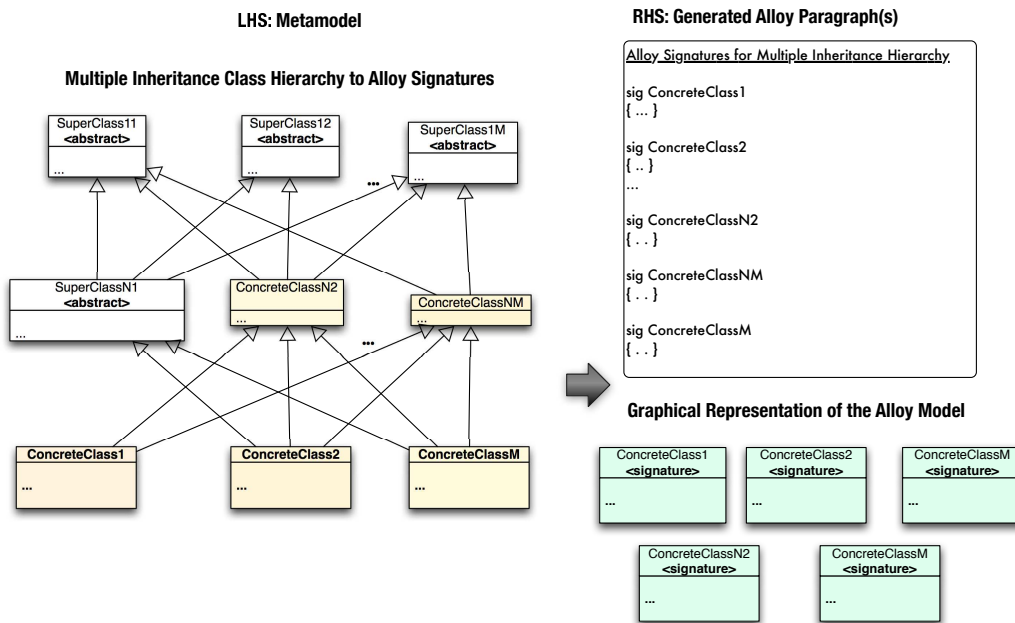 LHS: Metamodel
Multiple Inheritance Class Hierarchy to Alloy Signatures
SuperClass11
<abstract>
...
SuperClass12
<abstract>
...
SuperClass1M
<abstract>
...
...
SuperClassN1
<abstract>
...
ConcreteClassN2
...
ConcreteClassNM
...
...
ConcreteClass1
...
ConcreteClass2
...
ConcreteClassM
...
RHS: Generated Alloy Paragraph(s)
Alloy Signatures for Multiple Inheritance Hierarchy
sig ConcreteClass1
{ ... }
sig ConcreteClass2
{ .. }
...
sig ConcreteClassN2
{ . . }
sig ConcreteClassNM
{ . . }
sig ConcreteClassM
{ . . }
Graphical Representation of the Alloy Model
ConcreteClass1
<signature>
...
ConcreteClass2
<signature>
...
ConcreteClassM
<signature>
...
ConcreteClassN2
<signature>
...
ConcreteClassM
<signature>
...